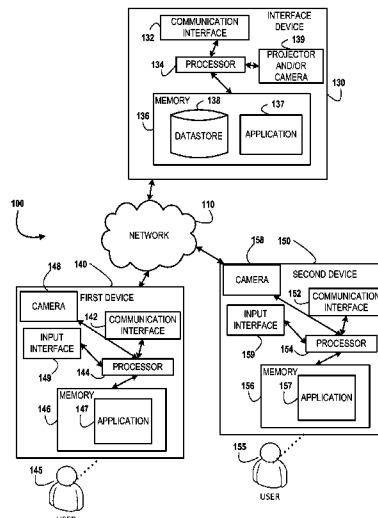 INTERFACE
DEVICE
COMMUNICATION
INTERFACE
132
139
PROCESSOR
134
PROJECTOR
AND/OR
CAMERA
130
MEMORY
136
138
DATASTORE
137
APPLICATION
100
110
NETWORK
148
140
FIRST DEVICE
CAMERA
142
COMMUNICATION
INTERFACE
INPUT
INTERFACE
149
PROCESSOR
144
MEMORY
146
147
APPLICATION
145
USER
158
150
SECOND DEVICE
CAMERA
152
COMMUNICATION
INTERFACE
INPUT
INTERFACE
159
PROCESSOR
154
MEMORY
156
157
APPLICATION
155
USER